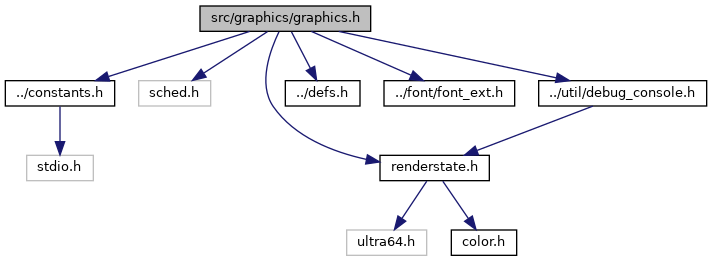 src/graphics/graphics.h
../constants.h
sched.h
../defs.h
../font/font_ext.h
../util/debug_console.h
stdio.h
renderstate.h
ultra64.h
color.h